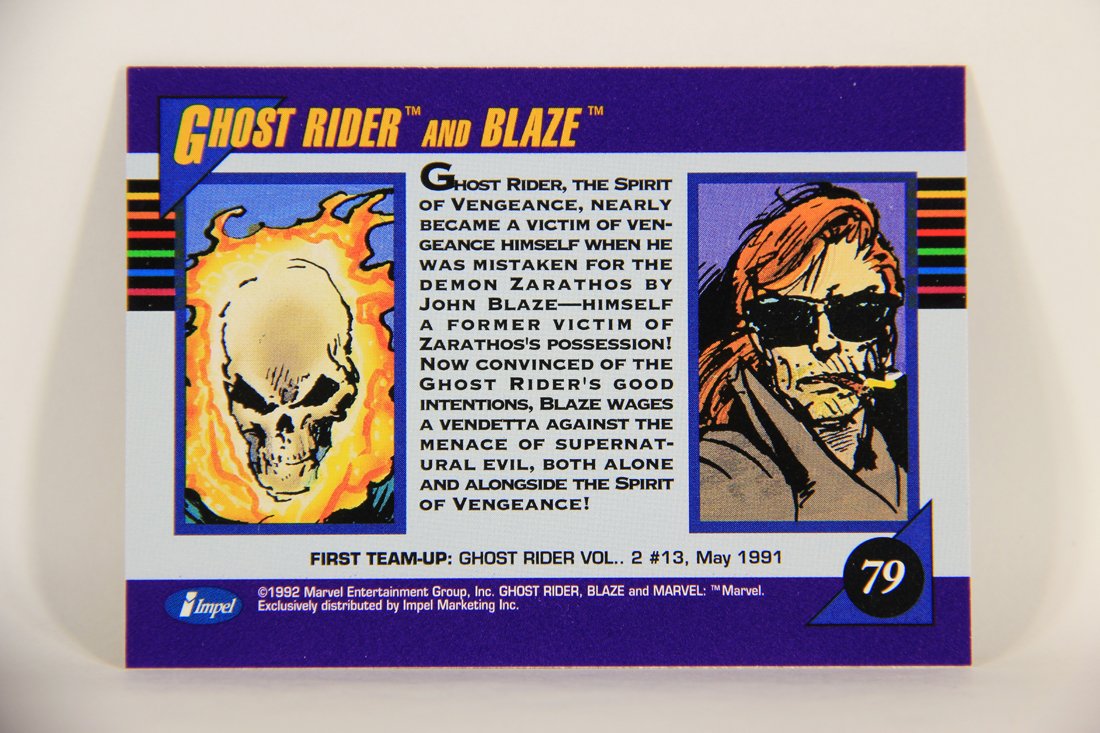 GHOST RIDER™ AND BLAZE™
GHOST RIDER, THE SPIRIT
OF VENGEANCE, NEARLY
BECAME A VICTIM OF VEN-
GEANCE HIMSELF WHEN HE
WAS MISTAKEN FOR THE
DEMON ZARATHOS BY
JOHN BLAZE—HIMSELF
A FORMER VICTIM OF
ZARATHOS'S POSSESSION!
NOW CONVINCED OF THE
GHOST RIDER'S GOOD
INTENTIONS, BLAZE WAGES
A VENDETTA AGAINST THE
MENACE OF SUPERNAT-
URAL EVIL, BOTH ALONE
AND ALONGSIDE THE SPIRIT
OF VENGEANCE!
FIRST TEAM-UP: GHOST RIDER VOL.. 2 #13, May 1991
79
Impel
©1992 Marvel Entertainment Group, Inc. GHOST RIDER, BLAZE and MARVEL: ™Marvel.
Exclusively distributed by Impel Marketing Inc.